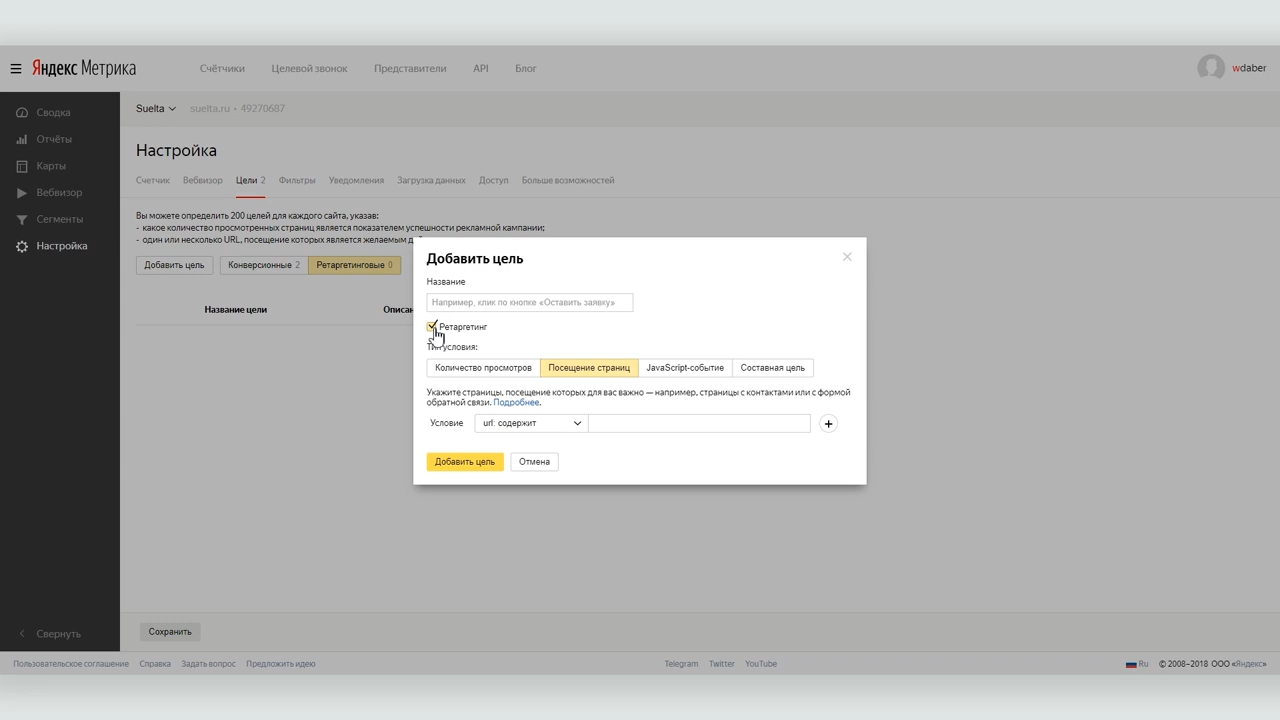 Яндекс Метрика
Счётчики Целевой звонок Представители API Блог
wdaber
Сводка
Отчёты
Карты
Вебвизор
Сегменты
Настройка
Свернуть
Suelta suelta.ru • 49270687
Настройка
Счетчик Вебвизор Цели 2 Фильтры Уведомления Загрузка данных Доступ Больше возможностей
Вы можете определить 200 целей для каждого сайта, указав:
- какое количество просмотренных страниц является показателем успешности рекламной кампании;
- один или несколько URL, посещение которых является желаемым
Добавить цель Конверсионные 2 Ретаргетинговые 0
Название цели
Добавить цель
Название
Например, клик по кнопке «Оставить заявку»
Ретаргетинг
Тип условия:
Количество просмотров Посещение страниц JavaScript-событие Составная цель
Укажите страницы, посещение которых для вас важно — например, страницы с контактами или с формой
обратной связи. Подробнее.
Условие url: содержит
Добавить цель Отмена
Сохранить
Пользовательское соглашение Справка Задать вопрос Предложить идею Telegram Twitter YouTube Ru © 2008–2018 ООО «Яндекс»